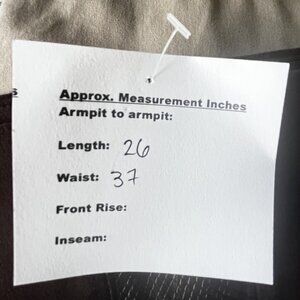 s
Approx. Measurement Inches
Armpit to armpit:
Length: 26
Waist: 37
Front Rise:
Inseam: